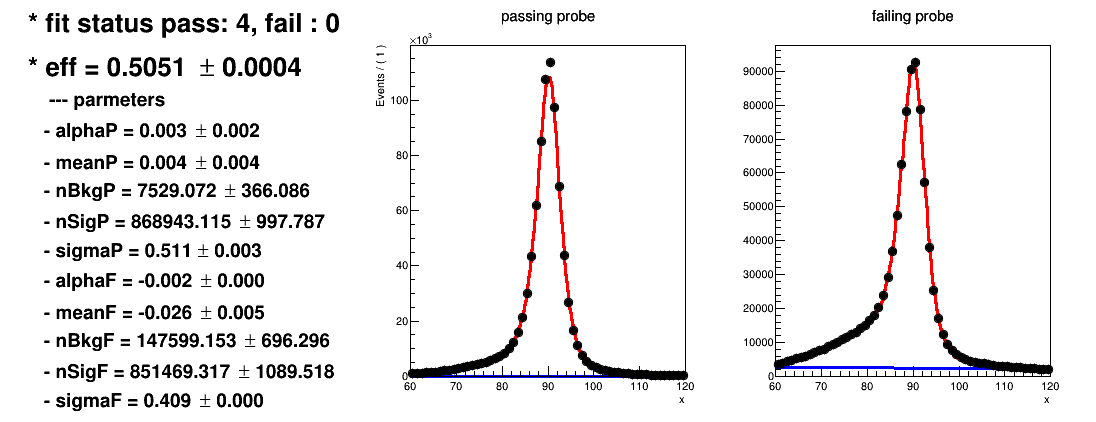 * fit status pass: 4, fail : 0
* eff = 0.5051 ± 0.0004
--- parmeters
- alphaP = 0.003 ± 0.002
- meanP = 0.004 ± 0.004
- nBkgP = 7529.072 ± 366.086
- nSigP = 868943.115 ± 997.787
- sigmaP = 0.511 ± 0.003
- alphaF = -0.002 ± 0.000
- meanF = -0.026 ± 0.005
- nBkgF = 147599.153 ± 696.296
- nSigF = 851469.317 ± 1089.518
- sigmaF = 0.409 ± 0.000
passing probe
×10³
Events / ( 1 )
100
80
60
40
20
0
60 70 80 90 100 110 120
x
failing probe
90000
80000
70000
60000
50000
40000
30000
20000
10000
0
60 70 80 90 100 110 120
x